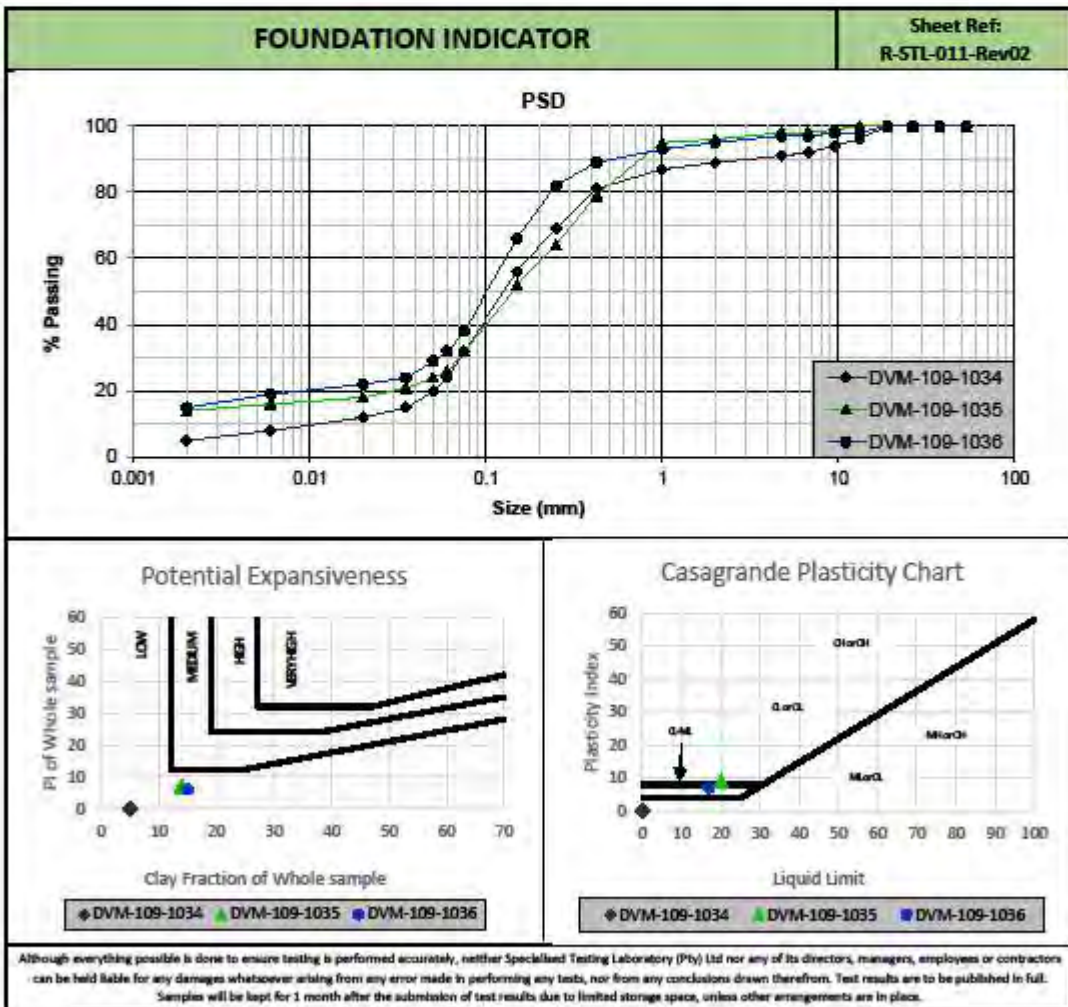 FOUNDATION INDICATOR
Sheet Ref:
R-STL-011-Rev02
PSD
100
80
60
40
20
0
% Passing
0.001 0.01 0.1 1 10 100
Size (mm)
DVM-109-1034
DVM-109-1035
DVM-109-1036
Potential Expansiveness
60
50
40
30
20
10
0
PI of Whole sample
LOW
MEDIUM
HIGH
VERY HIGH
0 10 20 30 40 50 60 70
Clay Fraction of Whole sample
DVM-109-1034 DVM-109-1035 DVM-109-1036
Casagrande Plasticity Chart
60
50
40
30
20
10
0
Plasticity Index
0 10 20 30 40 50 60 70 80 90 100
Liquid Limit
DVM-109-1034 DVM-109-1035 DVM-109-1036
Although everything possible is done to ensure testing is performed accurately, neither Specialised Testing Laboratory (Pty) Ltd nor any of its directors, managers, employees or contractors
can be held liable for any damages whatsoever arising from any error made in performing any tests, nor from any conclusions drawn therefrom. Test results are to be published in full.
Samples will be kept for 1 month after the submission of test results due to limited storage space, unless other arrangements are in place.